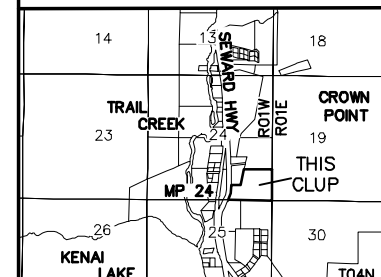 14
13
18
SEWARD HWY
TRAIL
CREEK
CROWN
POINT
R01W
R01E
23
24
19
THIS
CLUP
MP 24
26
25
30
KENAI
LAKE
T04N